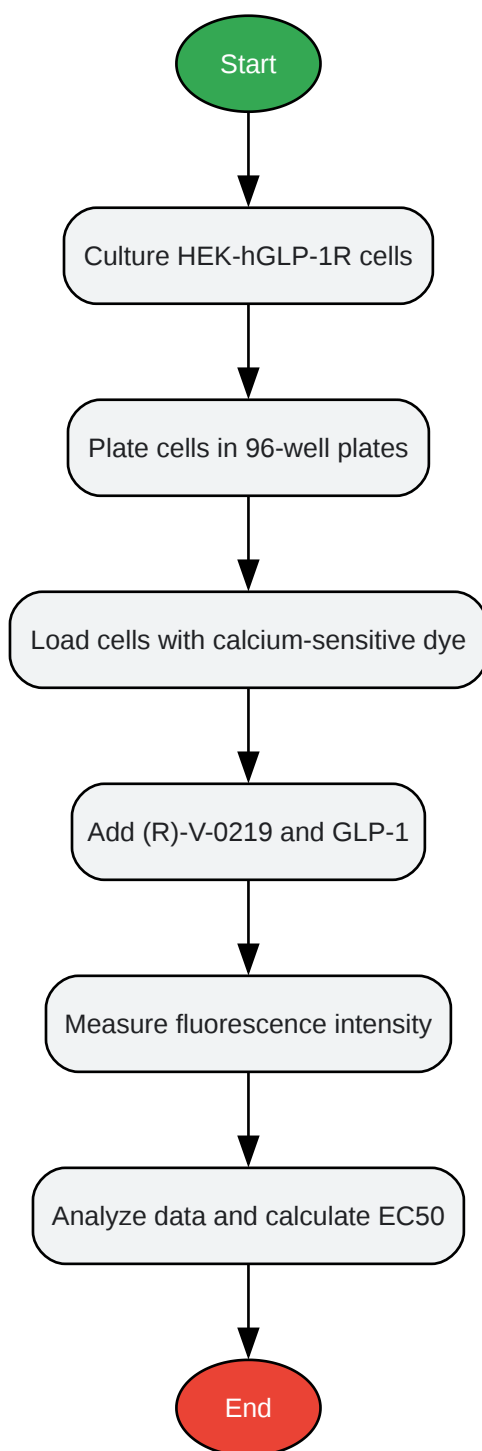 Start
Culture HEK-hGLP-1R cells
Plate cells in 96-well plates
Load cells with calcium-sensitive dye
Add (R)-V-0219 and GLP-1
Measure fluorescence intensity
Analyze data and calculate EC50
End